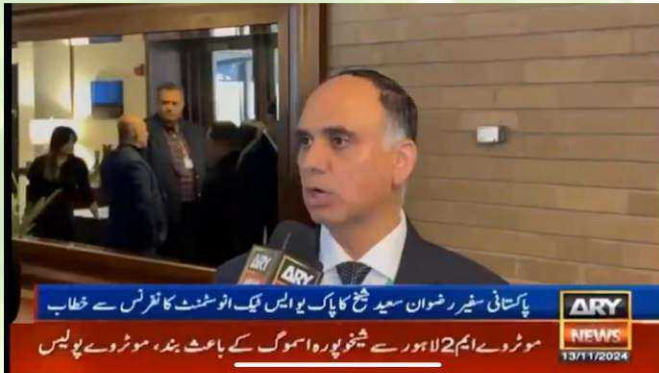 ARY
ARY
پاکستانی سفیر رضوان سعید شیخ کا پاک یو ایس ٹیک انوسٹمنٹ کانفرنس سے خطاب
ARY
NEWS
موٹروے ایم 2 لاہور سے شیخوپورہ اسموگ کے باعث بند، موٹروے پولیس
13/11/2024